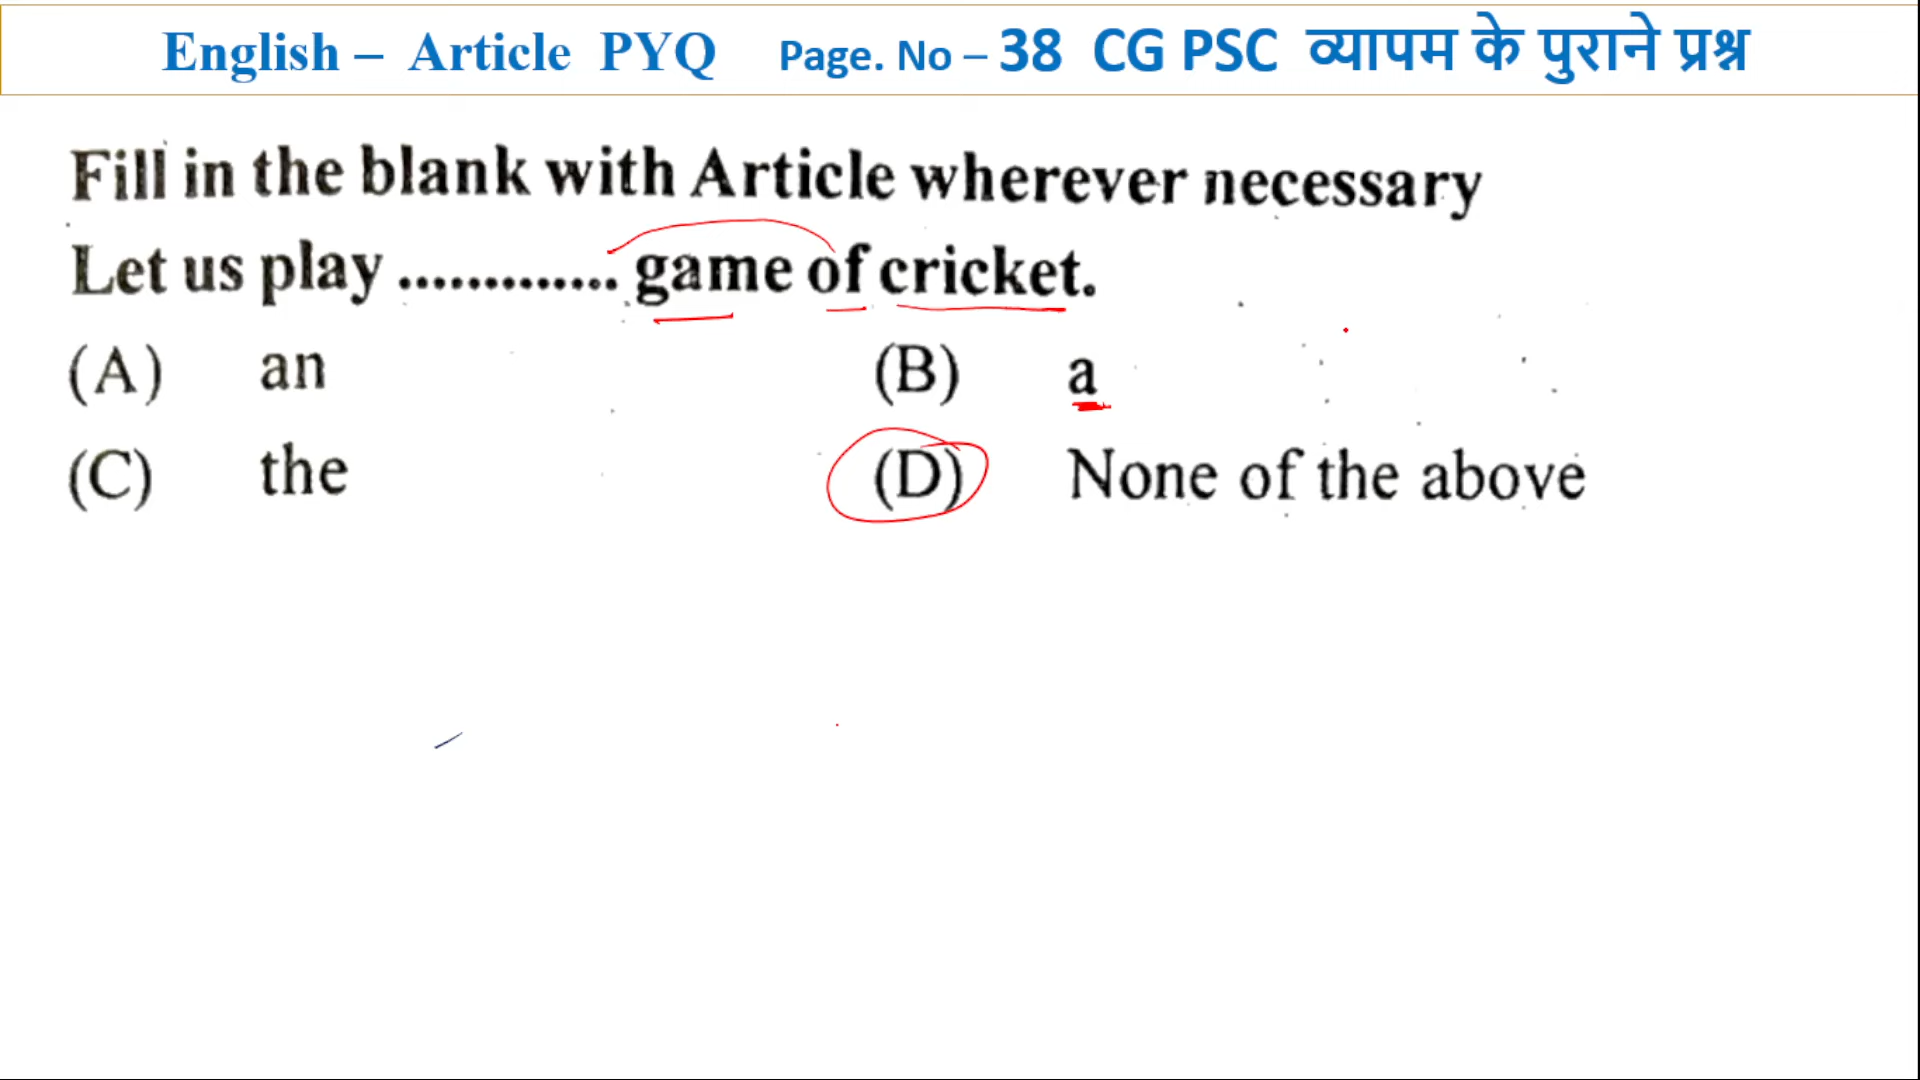 English – Article PYQ Page. No – 38 CG PSC व्यापम के पुराने प्रश्न
Fill in the blank with Article wherever necessary
Let us play ............. game of cricket.
(A) an (B) a
(C) the (D) None of the above